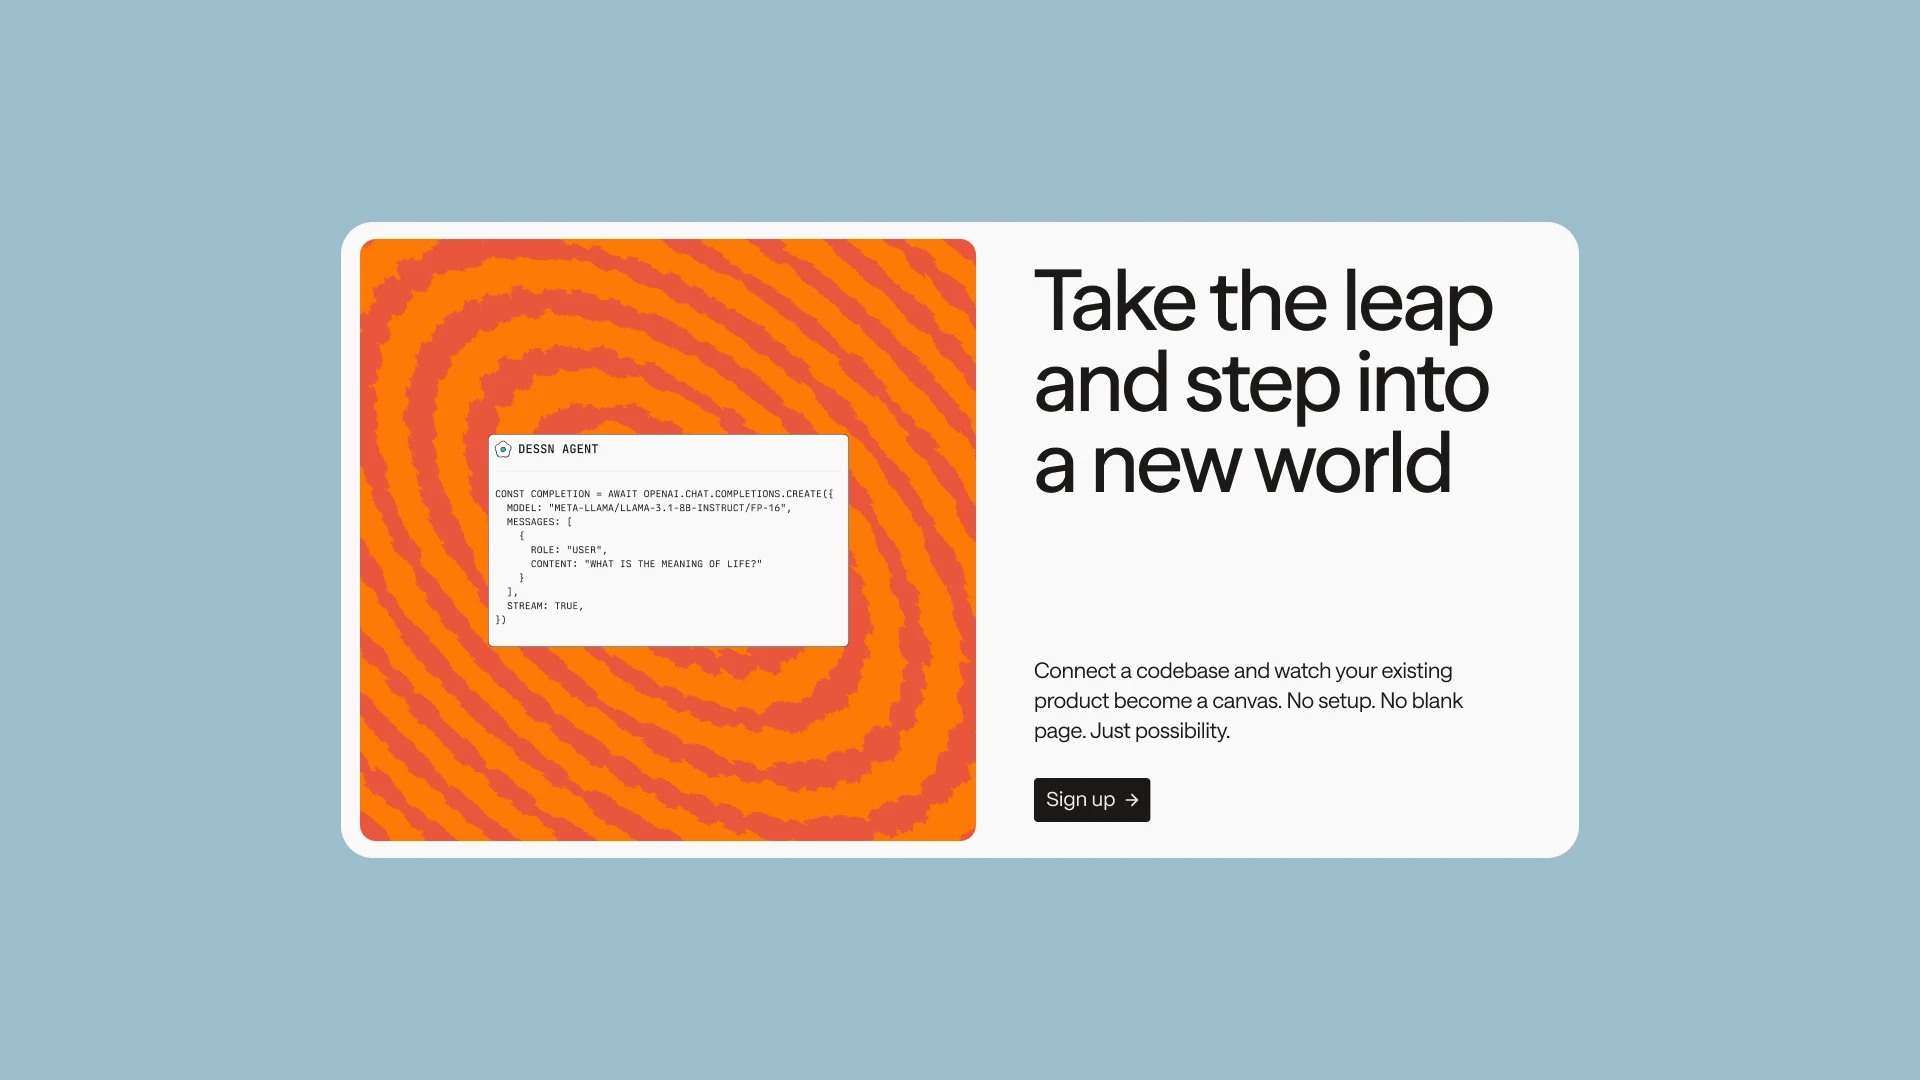 DESSN AGENT
CONST COMPLETION = AWAIT OPENAI.CHAT.COMPLETIONS.CREATE({
MODEL: "META-LLAMA/LLAMA-3.1-8B-INSTRUCT/FP-16",
MESSAGES: [
{
ROLE: "USER",
CONTENT: "WHAT IS THE MEANING OF LIFE?"
}
],
STREAM: TRUE,
})
Take the leap
and step into
a new world
Connect a codebase and watch your existing
product become a canvas. No setup. No blank
page. Just possibility.
Sign up →